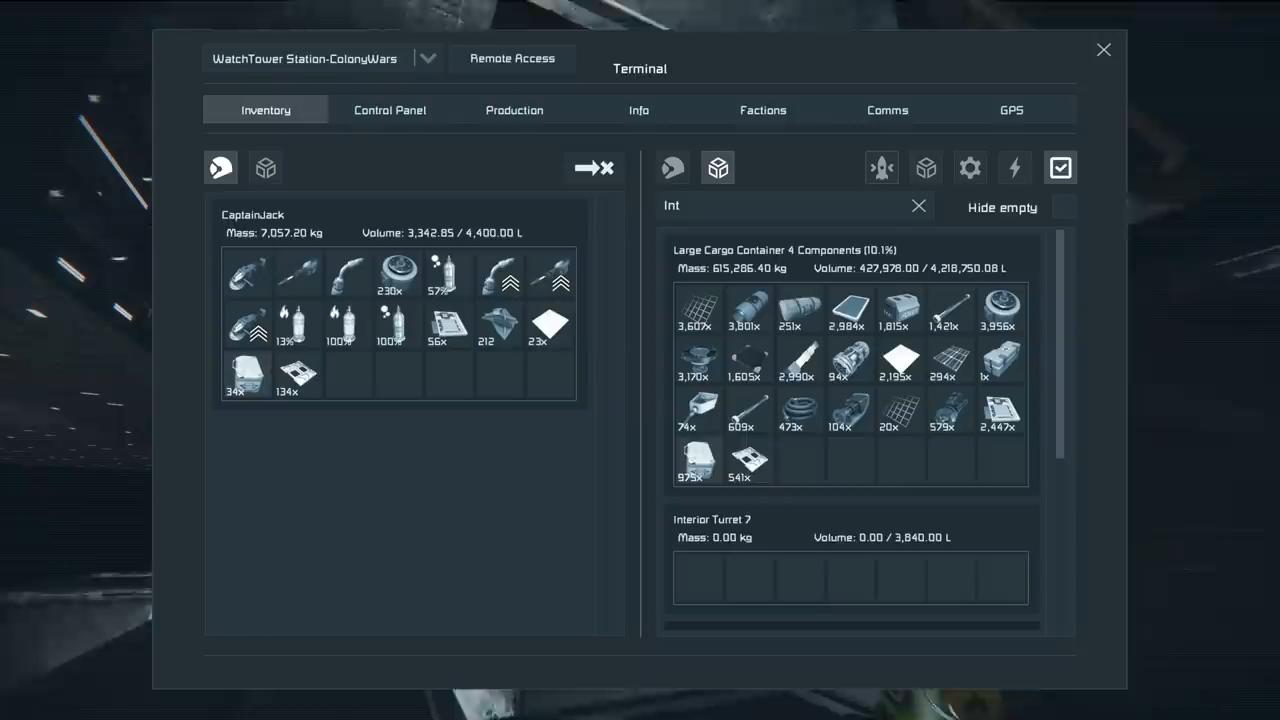 WatchTower Station-ColonyWars
Remote Access
Terminal
Inventory
Control Panel
Production
Info
Factions
Comms
GPS
CaptainJack
Mass: 7,057.20 kg Volume: 3,342.85 / 4,400.00 L
230x 57%
13% 100% 100% 56x 212 23x
34x 134x
Int
Hide empty
Large Cargo Container 4 Components (10.1%)
Mass: 615,286.40 kg Volume: 427,978.00 / 4,218,750.08 L
3,607x 3,801x 251x 2,984x 1,815x 1,421x 3,956x
3,170x 1,605x 2,990x 94x 2,195x 294x 1x
74x 609x 473x 104x 20x 579x 2,447x
975x 541x
Interior Turret 7
Mass: 0.00 kg Volume: 0.00 / 3,840.00 L